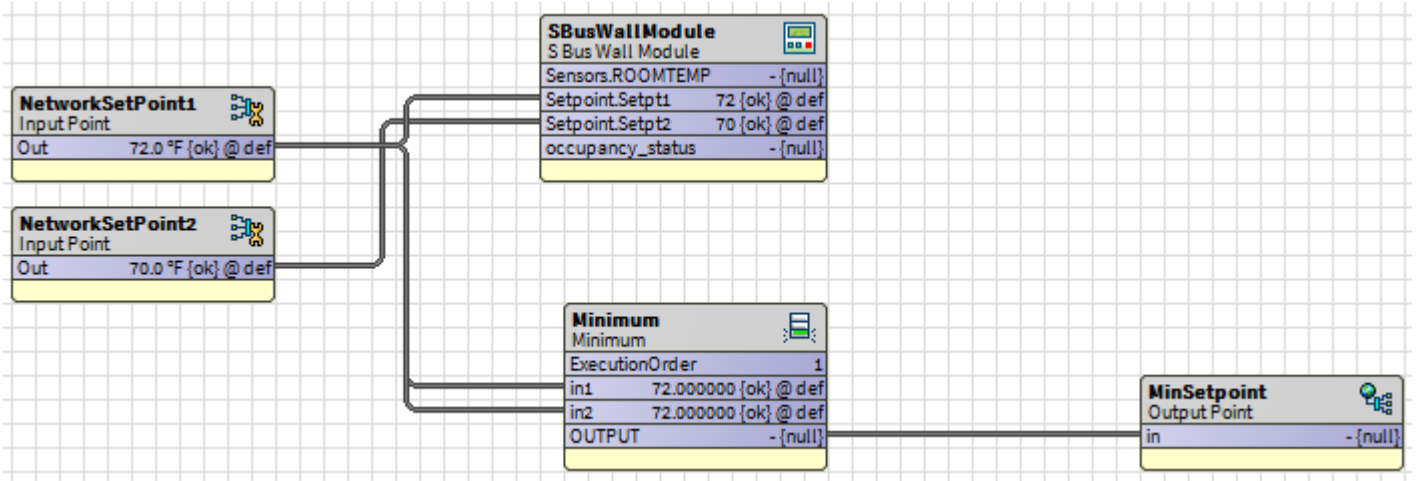 SBusWallModule
S Bus Wall Module
Sensors.ROOMTEMP - {null}
Setpoint.Setpt1 72 {ok} @ def
Setpoint.Setpt2 70 {ok} @ def
occupancy_status - {null}
NetworkSetPoint1
Input Point
Out 72.0 °F {ok} @ def
NetworkSetPoint2
Input Point
Out 70.0 °F {ok} @ def
Minimum
Minimum
ExecutionOrder 1
in1 72.000000 {ok} @ def
in2 72.000000 {ok} @ def
OUTPUT - {null}
MinSetpoint
Output Point
in - {null}